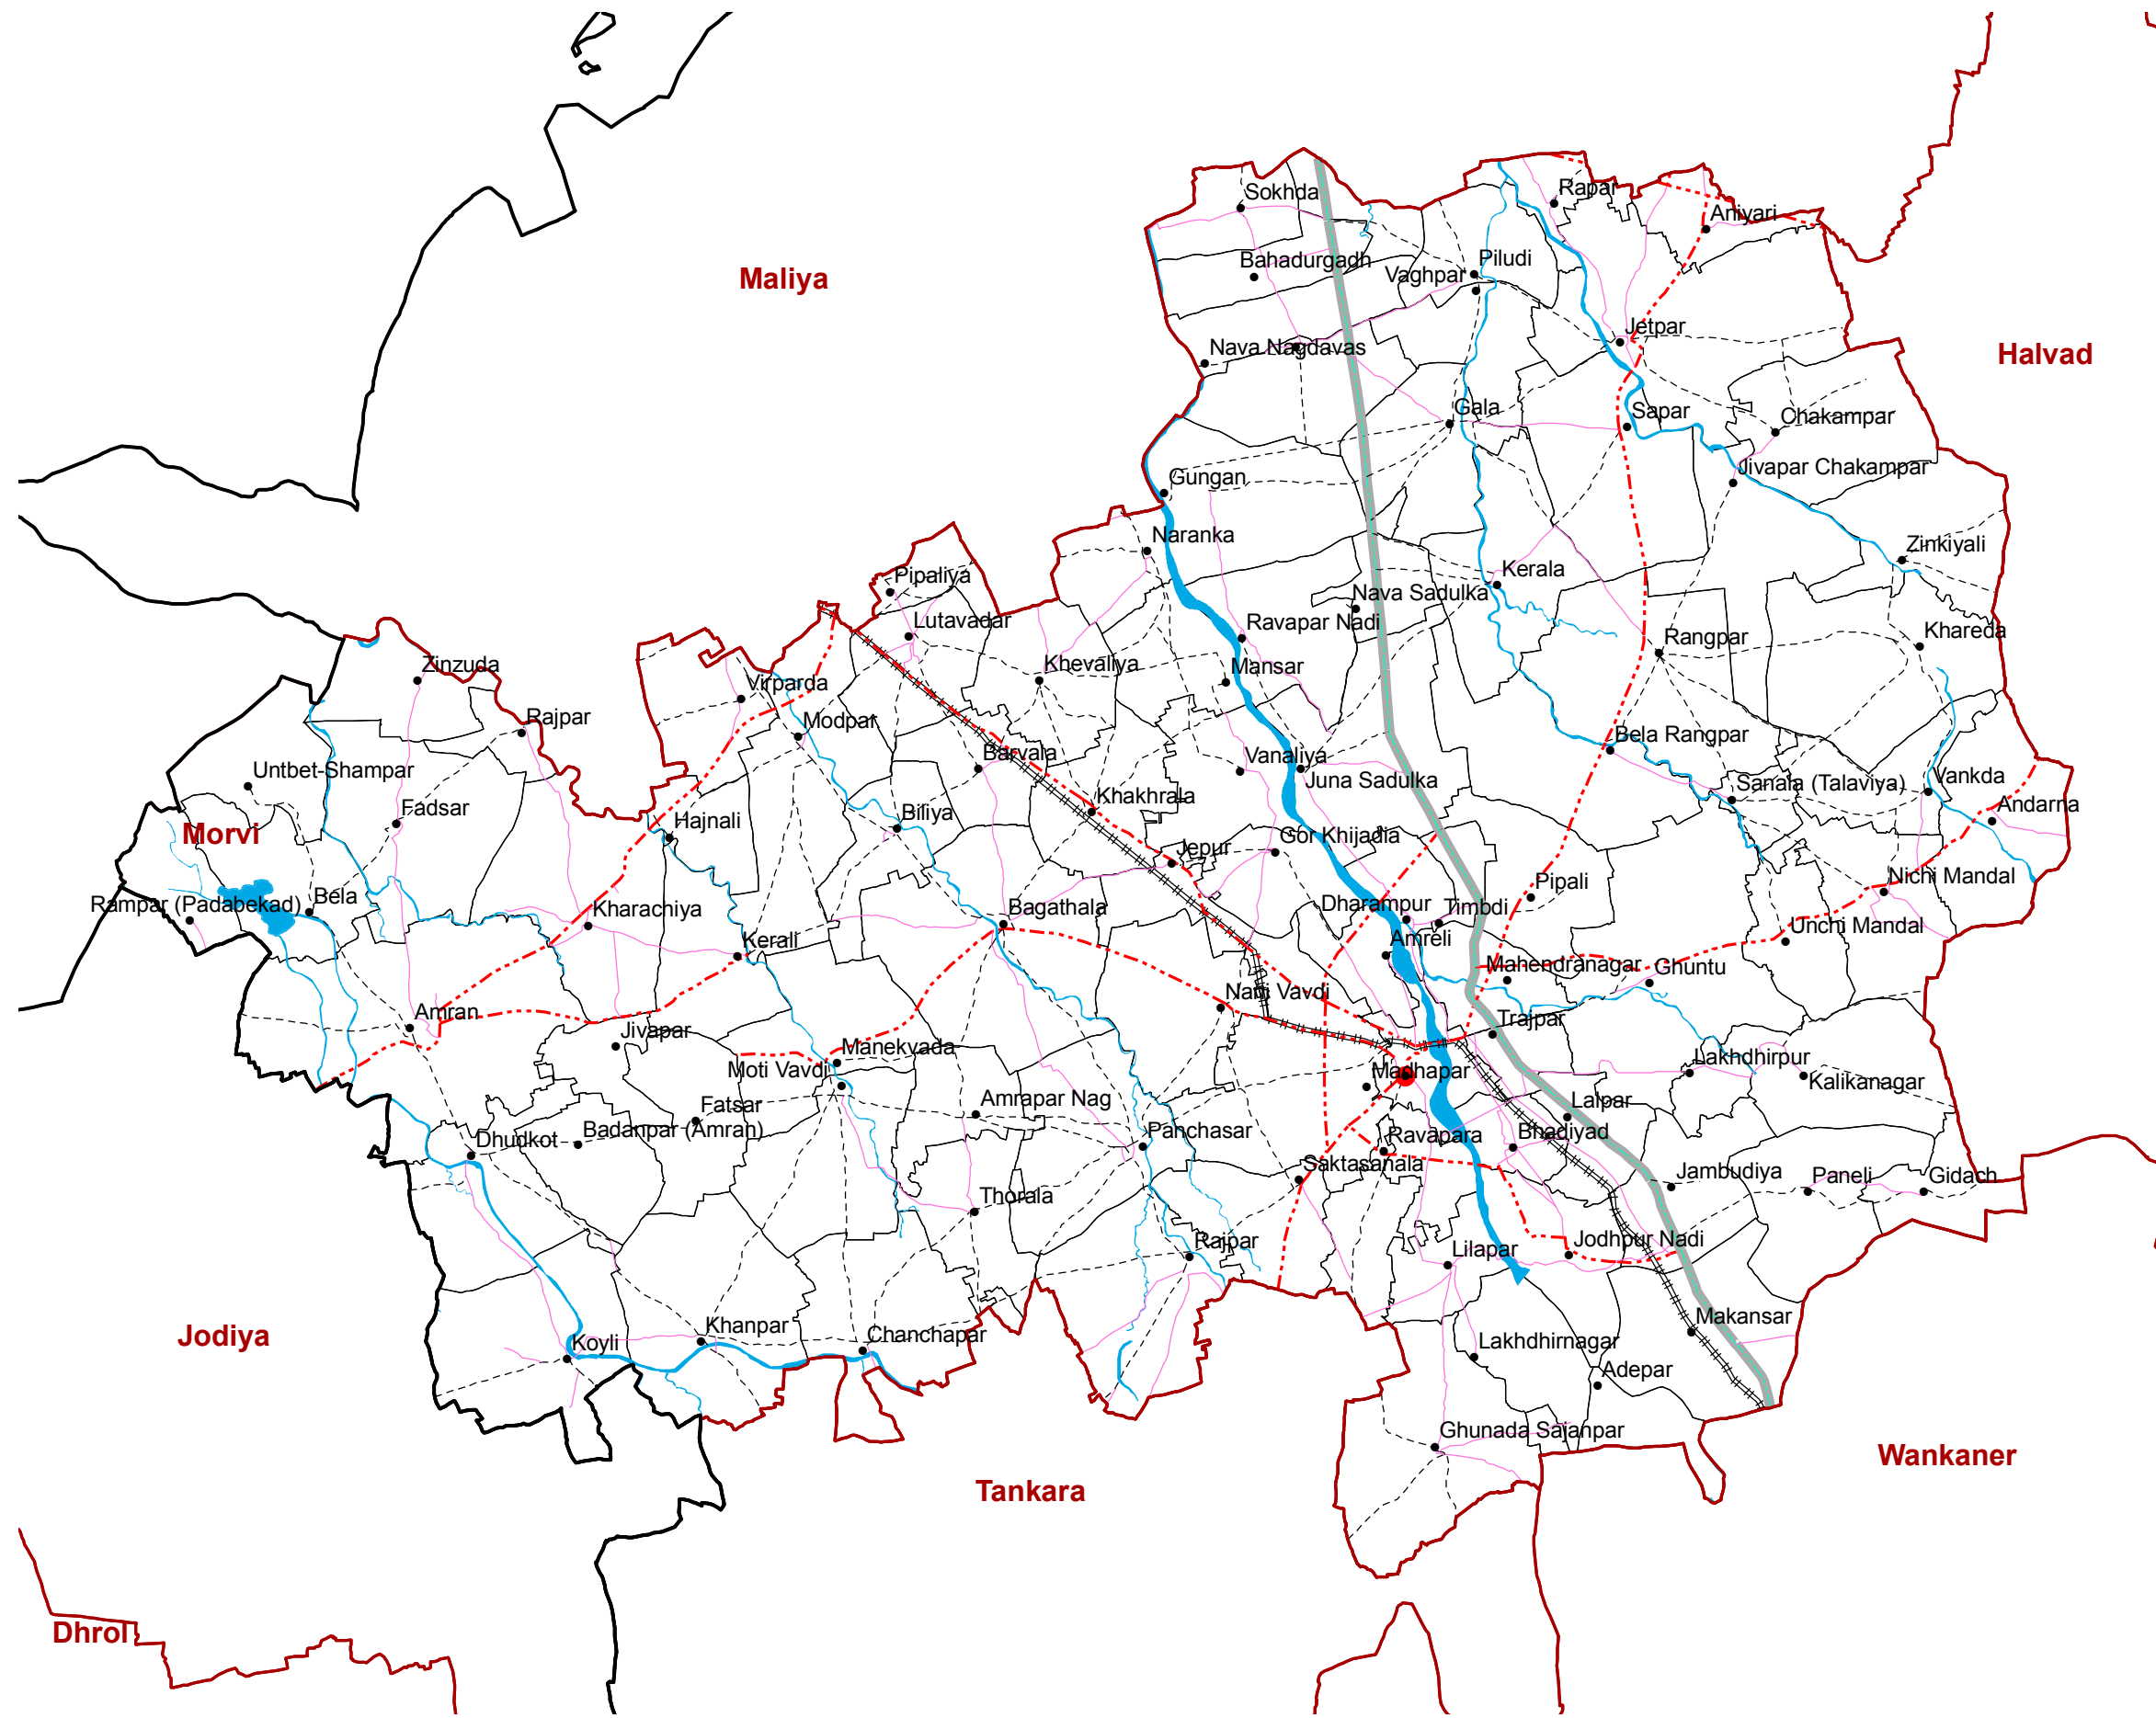 Sokhda
Rapar
Aniyari
Bahadurgadh
Piludi
Vaghpar
Maliya
Jetpar
Nava Nagdavas
Halvad
Gala
Sapar
Chakampar
Jivapar Chakampar
Gungan
Naranka
Zinkiyali
Pipaliya
Kerala
Nava Sadulka
Lutavadar
Ravapar Nadi
Rangpar
Khareda
Zinzuda
Khevaliya
Mansar
Virparda
Rajpar
Modpar
Bela Rangpar
Barvala
Vanaliya
Juna Sadulka
Untbet-Shampar
Sanala (Talaviya)
Vankda
Fadsar
Khakhrala
Andarna
Biliya
Hajnali
Morvi
Gor Khijadia
Jepur
Pipali
Nichi Mandal
Bela
Rampar (Padabekad)
Kharachiya
Bagathala
Dharampur
Timbdi
Unchi Mandal
Kerali
Amreli
Mahendranagar
Ghuntu
Nani Vavdi
Amran
Trajpar
Jivapar
Manekvada
Lakhdhirpur
Moti Vavdi
Madhapar
Kalikanagar
Fatsar
Amrapar Nag
Lalpar
Badanpar (Amran)
Dhudkot
Panchasar
Ravapara
Bhadiyad
Saktasanala
Jambudiya
Paneli
Gidach
Thorala
Rajpar
Lilapar
Jodhpur Nadi
Makansar
Jodiya
Khanpar
Chanchapar
Koyli
Lakhdhirnagar
Adepar
Ghunada Sajanpar
Wankaner
Tankara
Dhrol